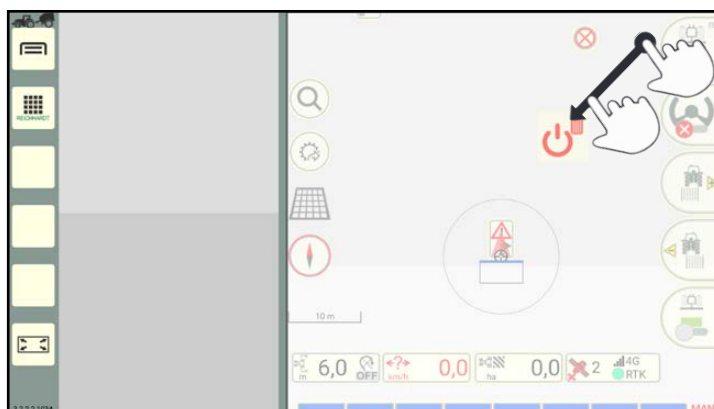 REICHHARDT
10 m
m
6,0
OFF
km/h
0,0
ha
0,0
2
4G
RTK
MAN